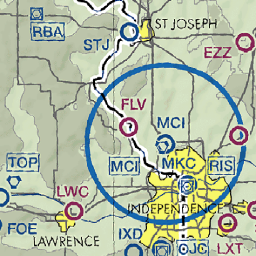 ST JOSEPH
RBA
STJ
EZZ
FLV
MCI
MCI
MKC
RIS
TOP
LWC
INDEPENDENCE
FOE
LAWRENCE
IXD
OJC
LXT